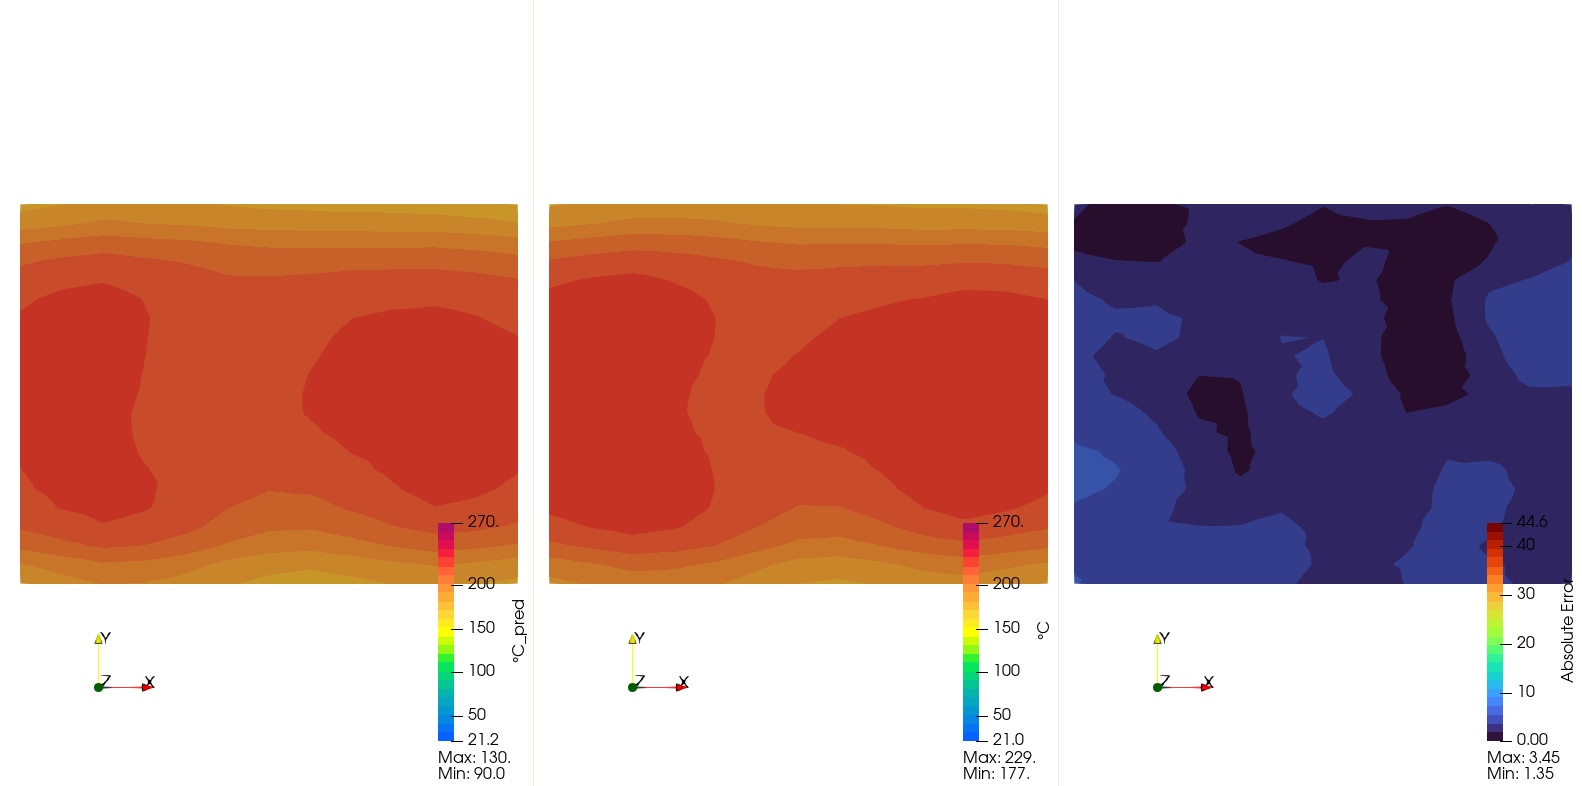 270.
200
150
100
50
21.2
°C_pred
Max: 130.
Min: 90.0
Y
Z
X
270.
200
150
100
50
21.0
°C
Max: 229.
Min: 177.
Y
Z
X
44.6
40
30
20
10
0.00
Absolute Error
Max: 3.45
Min: 1.35
Y
Z
X